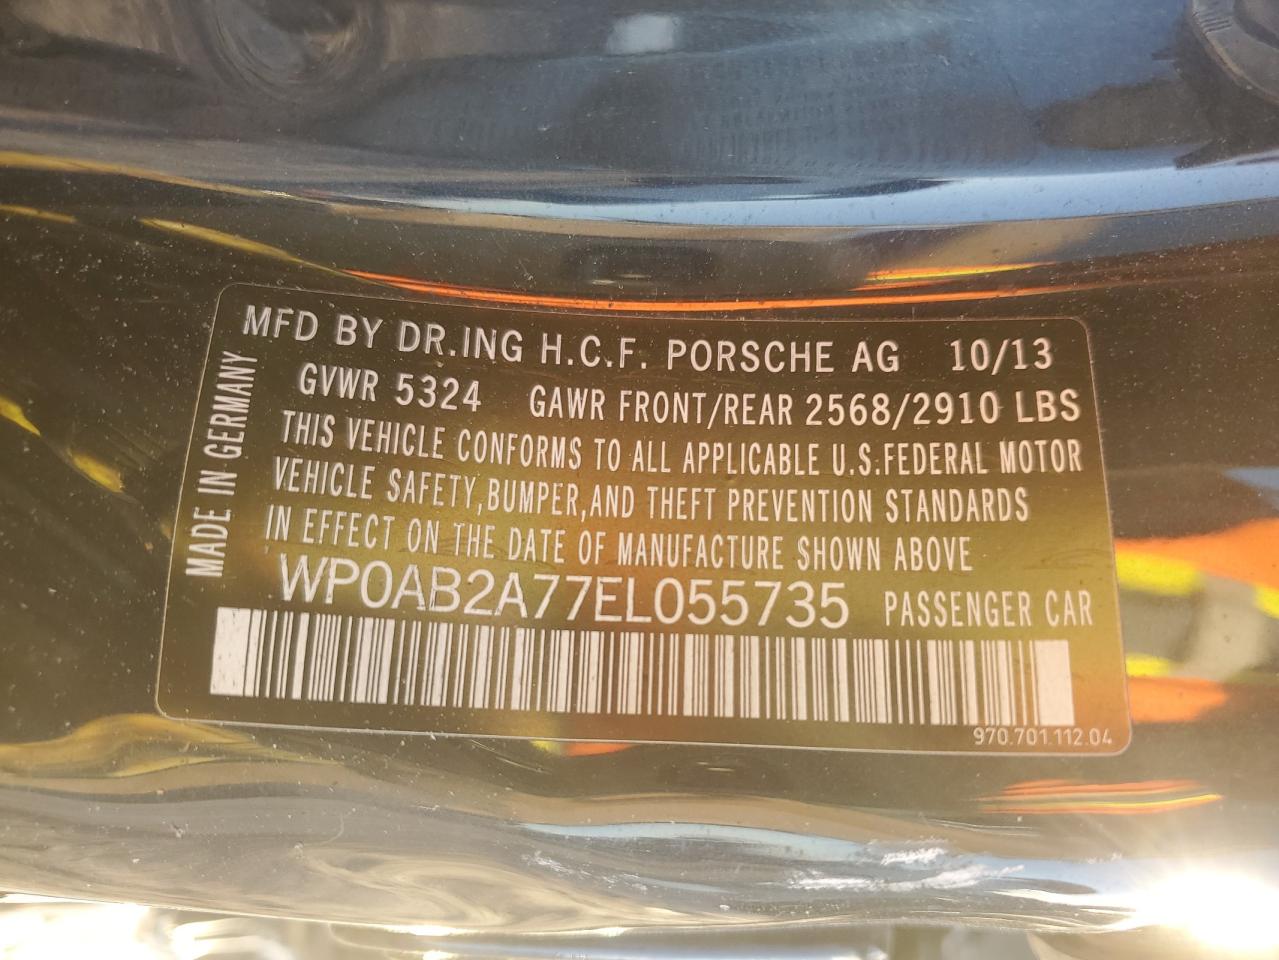 MFD BY DR.ING H.C.F. PORSCHE AG 10/13
GVWR 5324 GAWR FRONT/REAR 2568/2910 LBS
THIS VEHICLE CONFORMS TO ALL APPLICABLE U.S.FEDERAL MOTOR
VEHICLE SAFETY,BUMPER,AND THEFT PREVENTION STANDARDS
IN EFFECT ON THE DATE OF MANUFACTURE SHOWN ABOVE
WP0AB2A77EL055735 PASSENGER CAR
970.701.112.04
MADE IN GERMANY